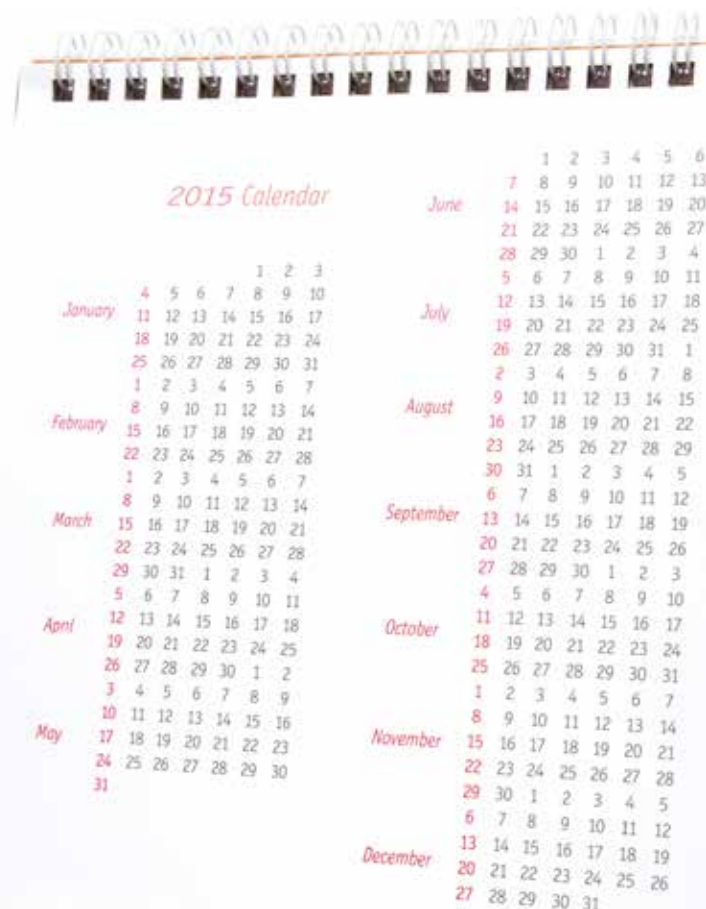 2015 Calendar
1 2 3
January
4 5 6 7 8 9 10
11 12 13 14 15 16 17
18 19 20 21 22 23 24
25 26 27 28 29 30 31
1 2 3 4 5 6 7
February
8 9 10 11 12 13 14
15 16 17 18 19 20 21
22 23 24 25 26 27 28
1 2 3 4 5 6 7
8 9 10 11 12 13 14
March
15 16 17 18 19 20 21
22 23 24 25 26 27 28
29 30 31 1 2 3 4
5 6 7 8 9 10 11
April
12 13 14 15 16 17 18
19 20 21 22 23 24 25
26 27 28 29 30 1 2
3 4 5 6 7 8 9
10 11 12 13 14 15 16
May
17 18 19 20 21 22 23
24 25 26 27 28 29 30
31
1 2 3 4 5 6
7 8 9 10 11 12 13
June
14 15 16 17 18 19 20
21 22 23 24 25 26 27
28 29 30 1 2 3 4
5 6 7 8 9 10 11
July
12 13 14 15 16 17 18
19 20 21 22 23 24 25
26 27 28 29 30 31 1
2 3 4 5 6 7 8
August
9 10 11 12 13 14 15
16 17 18 19 20 21 22
23 24 25 26 27 28 29
30 31 1 2 3 4 5
6 7 8 9 10 11 12
September
13 14 15 16 17 18 19
20 21 22 23 24 25 26
27 28 29 30 1 2 3
4 5 6 7 8 9 10
October
11 12 13 14 15 16 17
18 19 20 21 22 23 24
25 26 27 28 29 30 31
1 2 3 4 5 6 7
8 9 10 11 12 13 14
November
15 16 17 18 19 20 21
22 23 24 25 26 27 28
29 30 1 2 3 4 5
6 7 8 9 10 11 12
13 14 15 16 17 18 19
December
20 21 22 23 24 25 26
27 28 29 30 31